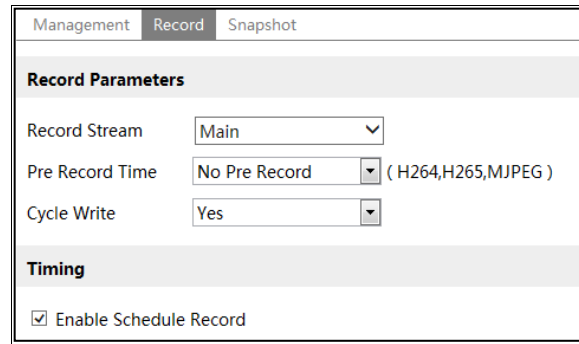 Management Record Snapshot
Record Parameters
Record Stream Main
Pre Record Time No Pre Record ( H264,H265,MJPEG )
Cycle Write Yes
Timing
Enable Schedule Record